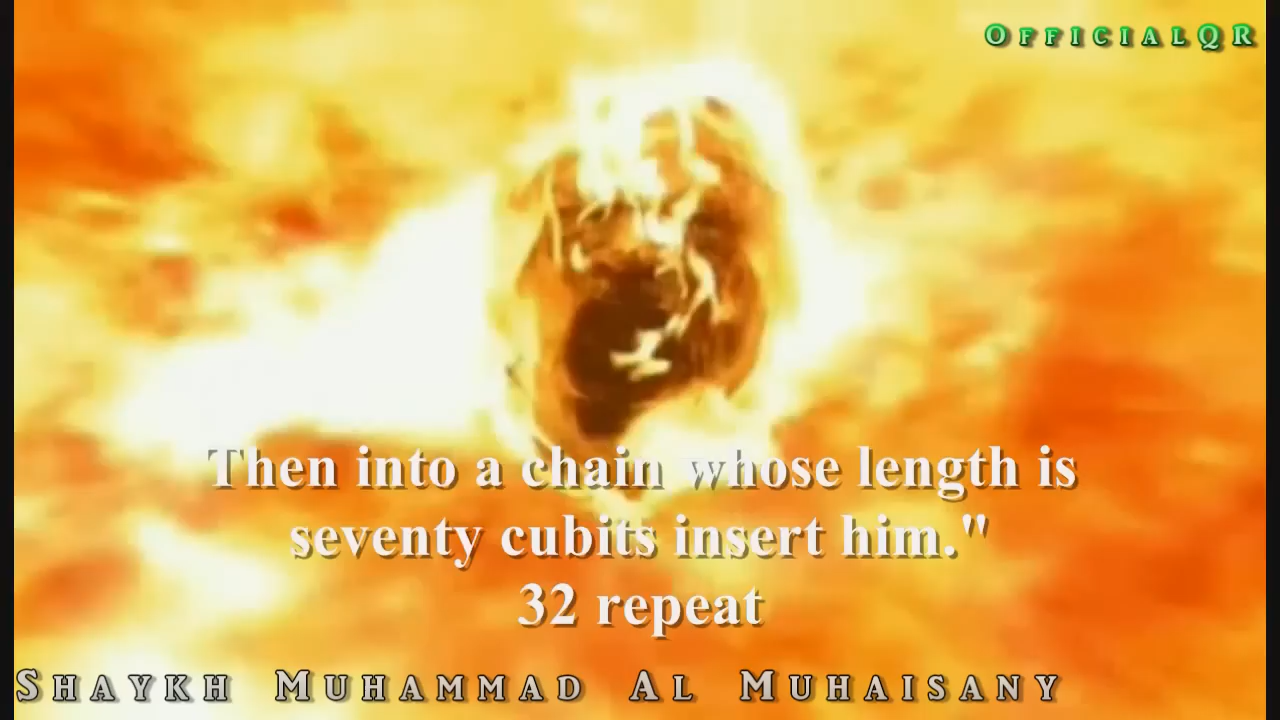 OfficialQR
Then into a chain whose length is
seventy cubits insert him."
32 repeat
Shaykh Muhammad Al Muhaisany